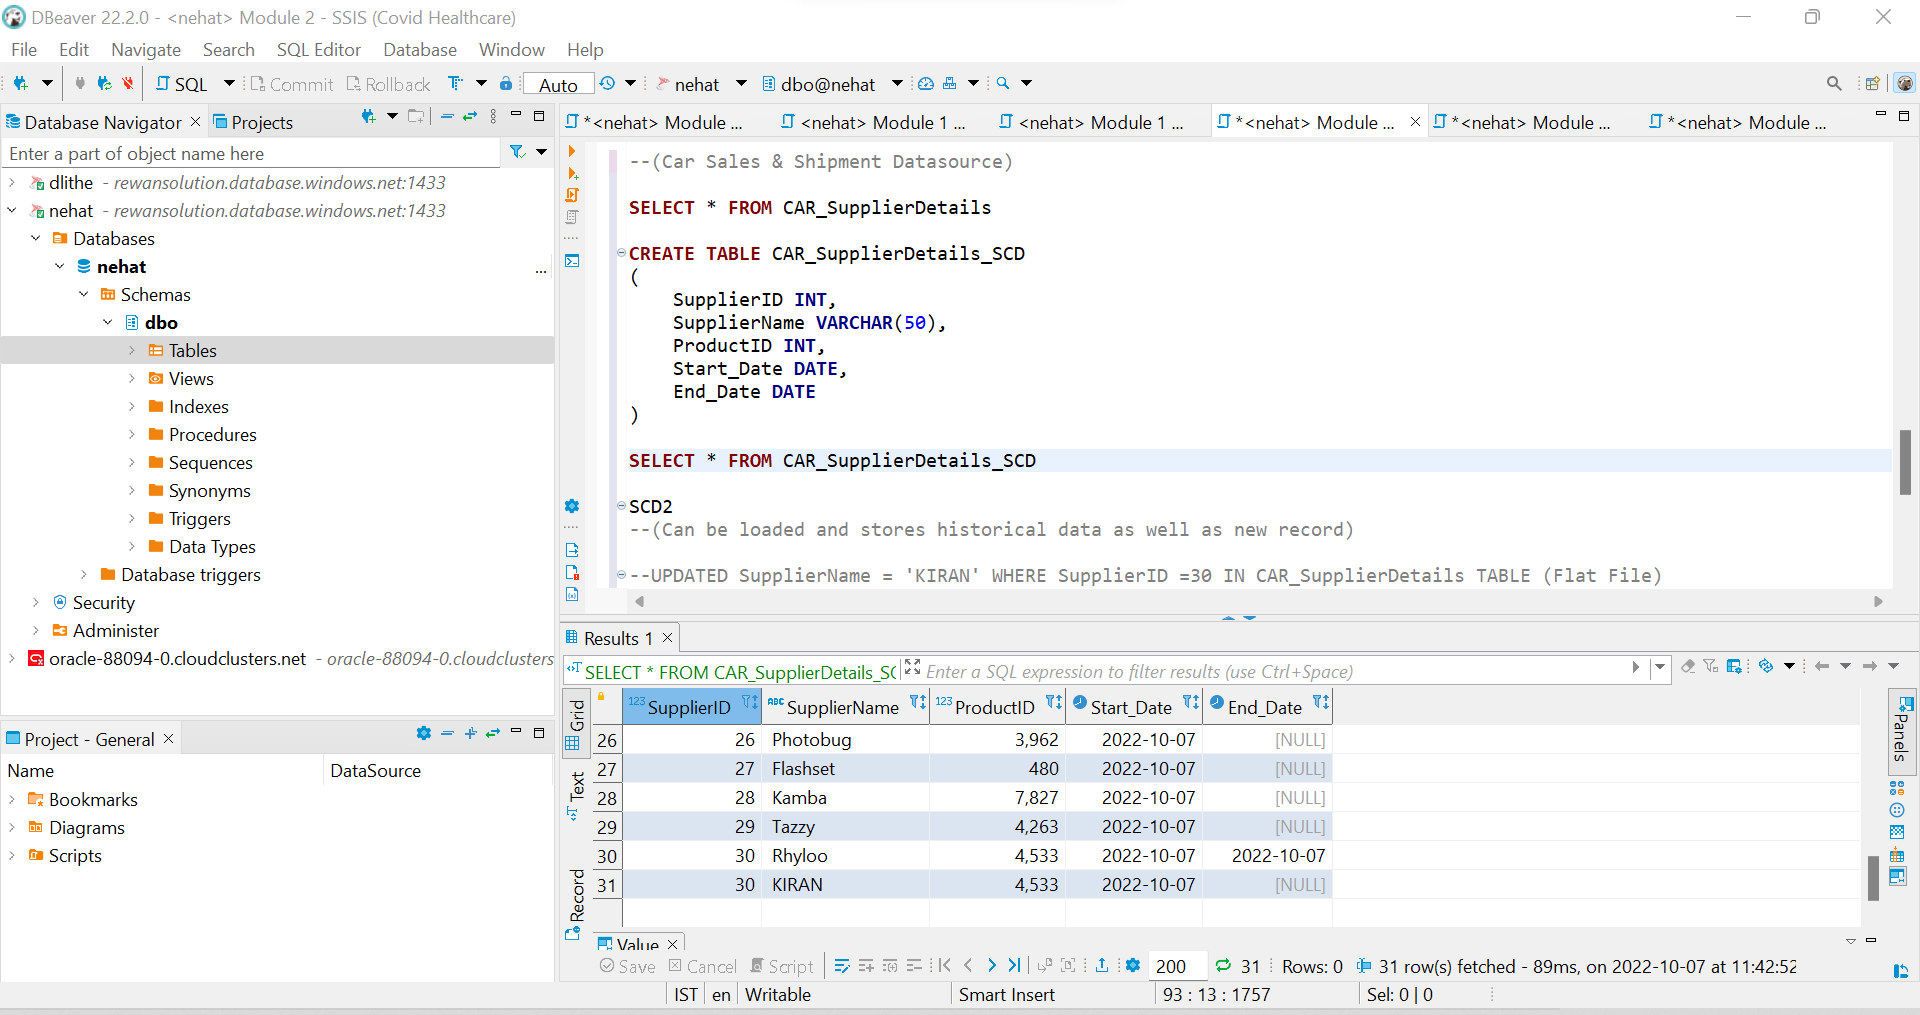 DBeaver 22.2.0 - <nehat> Module 2 - SSIS (Covid Healthcare)
File Edit Navigate Search SQL Editor Database Window Help
SQL Commit Rollback Auto nehat dbo@nehat
Database Navigator Projects
*<nehat> Module ... <nehat> Module 1 ... <nehat> Module 1 ... *<nehat> Module ... *<nehat> Module ... *<nehat> Module ...
Enter a part of object name here
dlithe - rewansolution.database.windows.net:1433
nehat - rewansolution.database.windows.net:1433
Databases
nehat ...
Schemas
dbo
Tables
Views
Indexes
Procedures
Sequences
Synonyms
Triggers
Data Types
Database triggers
Security
Administer
oracle-88094-0.cloudclusters.net - oracle-88094-0.cloudclusters
Project - General
Name DataSource
Bookmarks
Diagrams
Scripts
--(Car Sales & Shipment Datasource)
SELECT * FROM CAR_SupplierDetails
CREATE TABLE CAR_SupplierDetails_SCD
(
SupplierID INT,
SupplierName VARCHAR(50),
ProductID INT,
Start_Date DATE,
End_Date DATE
)
SELECT * FROM CAR_SupplierDetails_SCD
SCD2
--(Can be loaded and stores historical data as well as new record)
--UPDATED SupplierName = 'KIRAN' WHERE SupplierID =30 IN CAR_SupplierDetails TABLE (Flat File)
Results 1
SELECT * FROM CAR_SupplierDetails_SC Enter a SQL expression to filter results (use Ctrl+Space)
Grid
Text
Record
123 SupplierID ABC SupplierName 123 ProductID Start_Date End_Date
26 26 Photobug 3,962 2022-10-07 [NULL]
27 27 Flashset 480 2022-10-07 [NULL]
28 28 Kamba 7,827 2022-10-07 [NULL]
29 29 Tazzy 4,263 2022-10-07 [NULL]
30 30 Rhyloo 4,533 2022-10-07 2022-10-07
31 30 KIRAN 4,533 2022-10-07 [NULL]
Panels
Value
Save Cancel Script 200 31 Rows: 0 31 row(s) fetched - 89ms, on 2022-10-07 at 11:42:52
IST en Writable Smart Insert 93 : 13 : 1757 Sel: 0 | 0